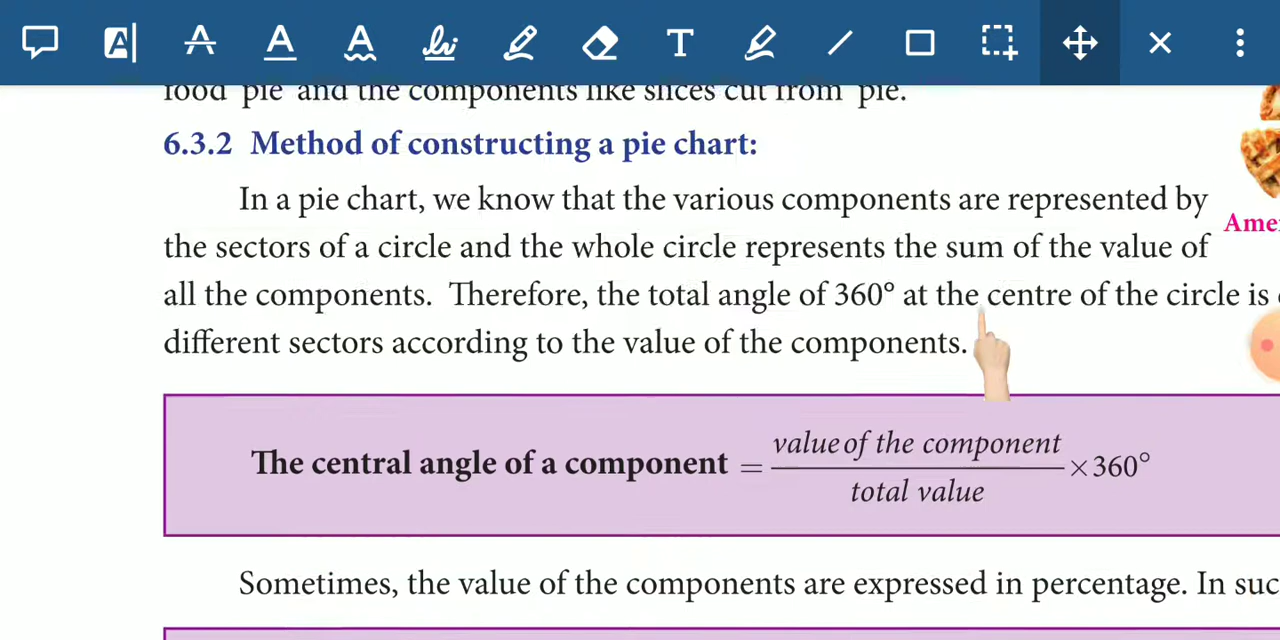 food pie and the components like slices cut from pie.
6.3.2 Method of constructing a pie chart:
In a pie chart, we know that the various components are represented by
Ame
the sectors of a circle and the whole circle represents the sum of the value of
all the components. Therefore, the total angle of 360° at the centre of the circle is
different sectors according to the value of the components.
The central angle of a component = value of the component / total value × 360°
Sometimes, the value of the components are expressed in percentage. In suc